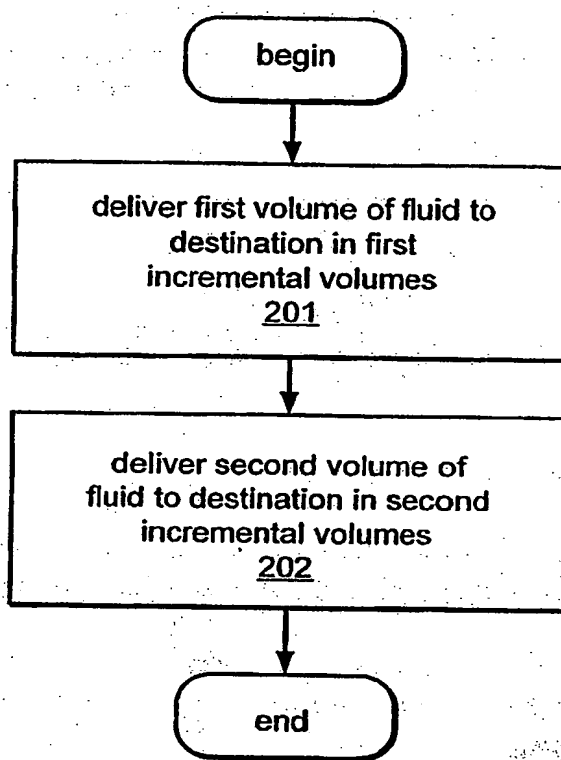 begin
deliver first volume of fluid to
destination in first
incremental volumes
201
deliver second volume of
fluid to destination in second
incremental volumes
202
end